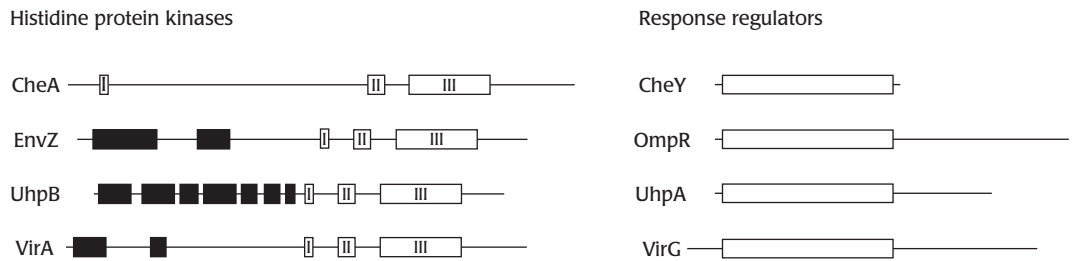 Histidine protein kinases Response regulators
CheA I II III CheY
EnvZ I II III OmpR
UhpB I II III UhpA
VirA I II III VirG